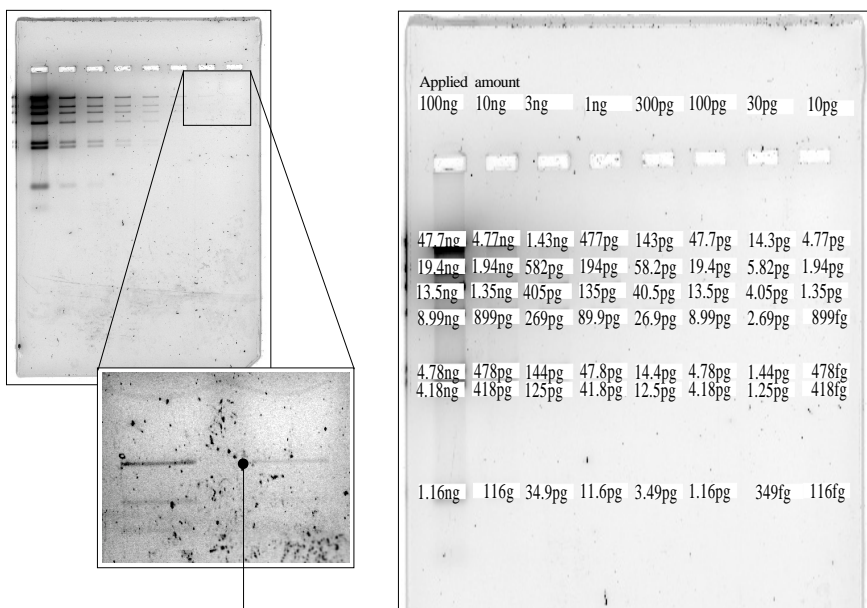 Applied amount
100ng 10ng 3ng 1ng 300pg 100pg 30pg 10pg
47.7ng 4.77ng 1.43ng 477pg 143pg 47.7pg 14.3pg 4.77pg
19.4ng 1.94ng 582pg 194pg 58.2pg 19.4pg 5.82pg 1.94pg
13.5ng 1.35ng 405pg 135pg 40.5pg 13.5pg 4.05pg 1.35pg
8.99ng 899pg 269pg 89.9pg 26.9pg 8.99pg 2.69pg 899fg
4.78ng 478pg 144pg 47.8pg 14.4pg 4.78pg 1.44pg 478fg
4.18ng 418pg 125pg 41.8pg 12.5pg 4.18pg 1.25pg 418fg
1.16ng 116g 34.9pg 11.6pg 3.49pg 1.16pg 349fg 116fg